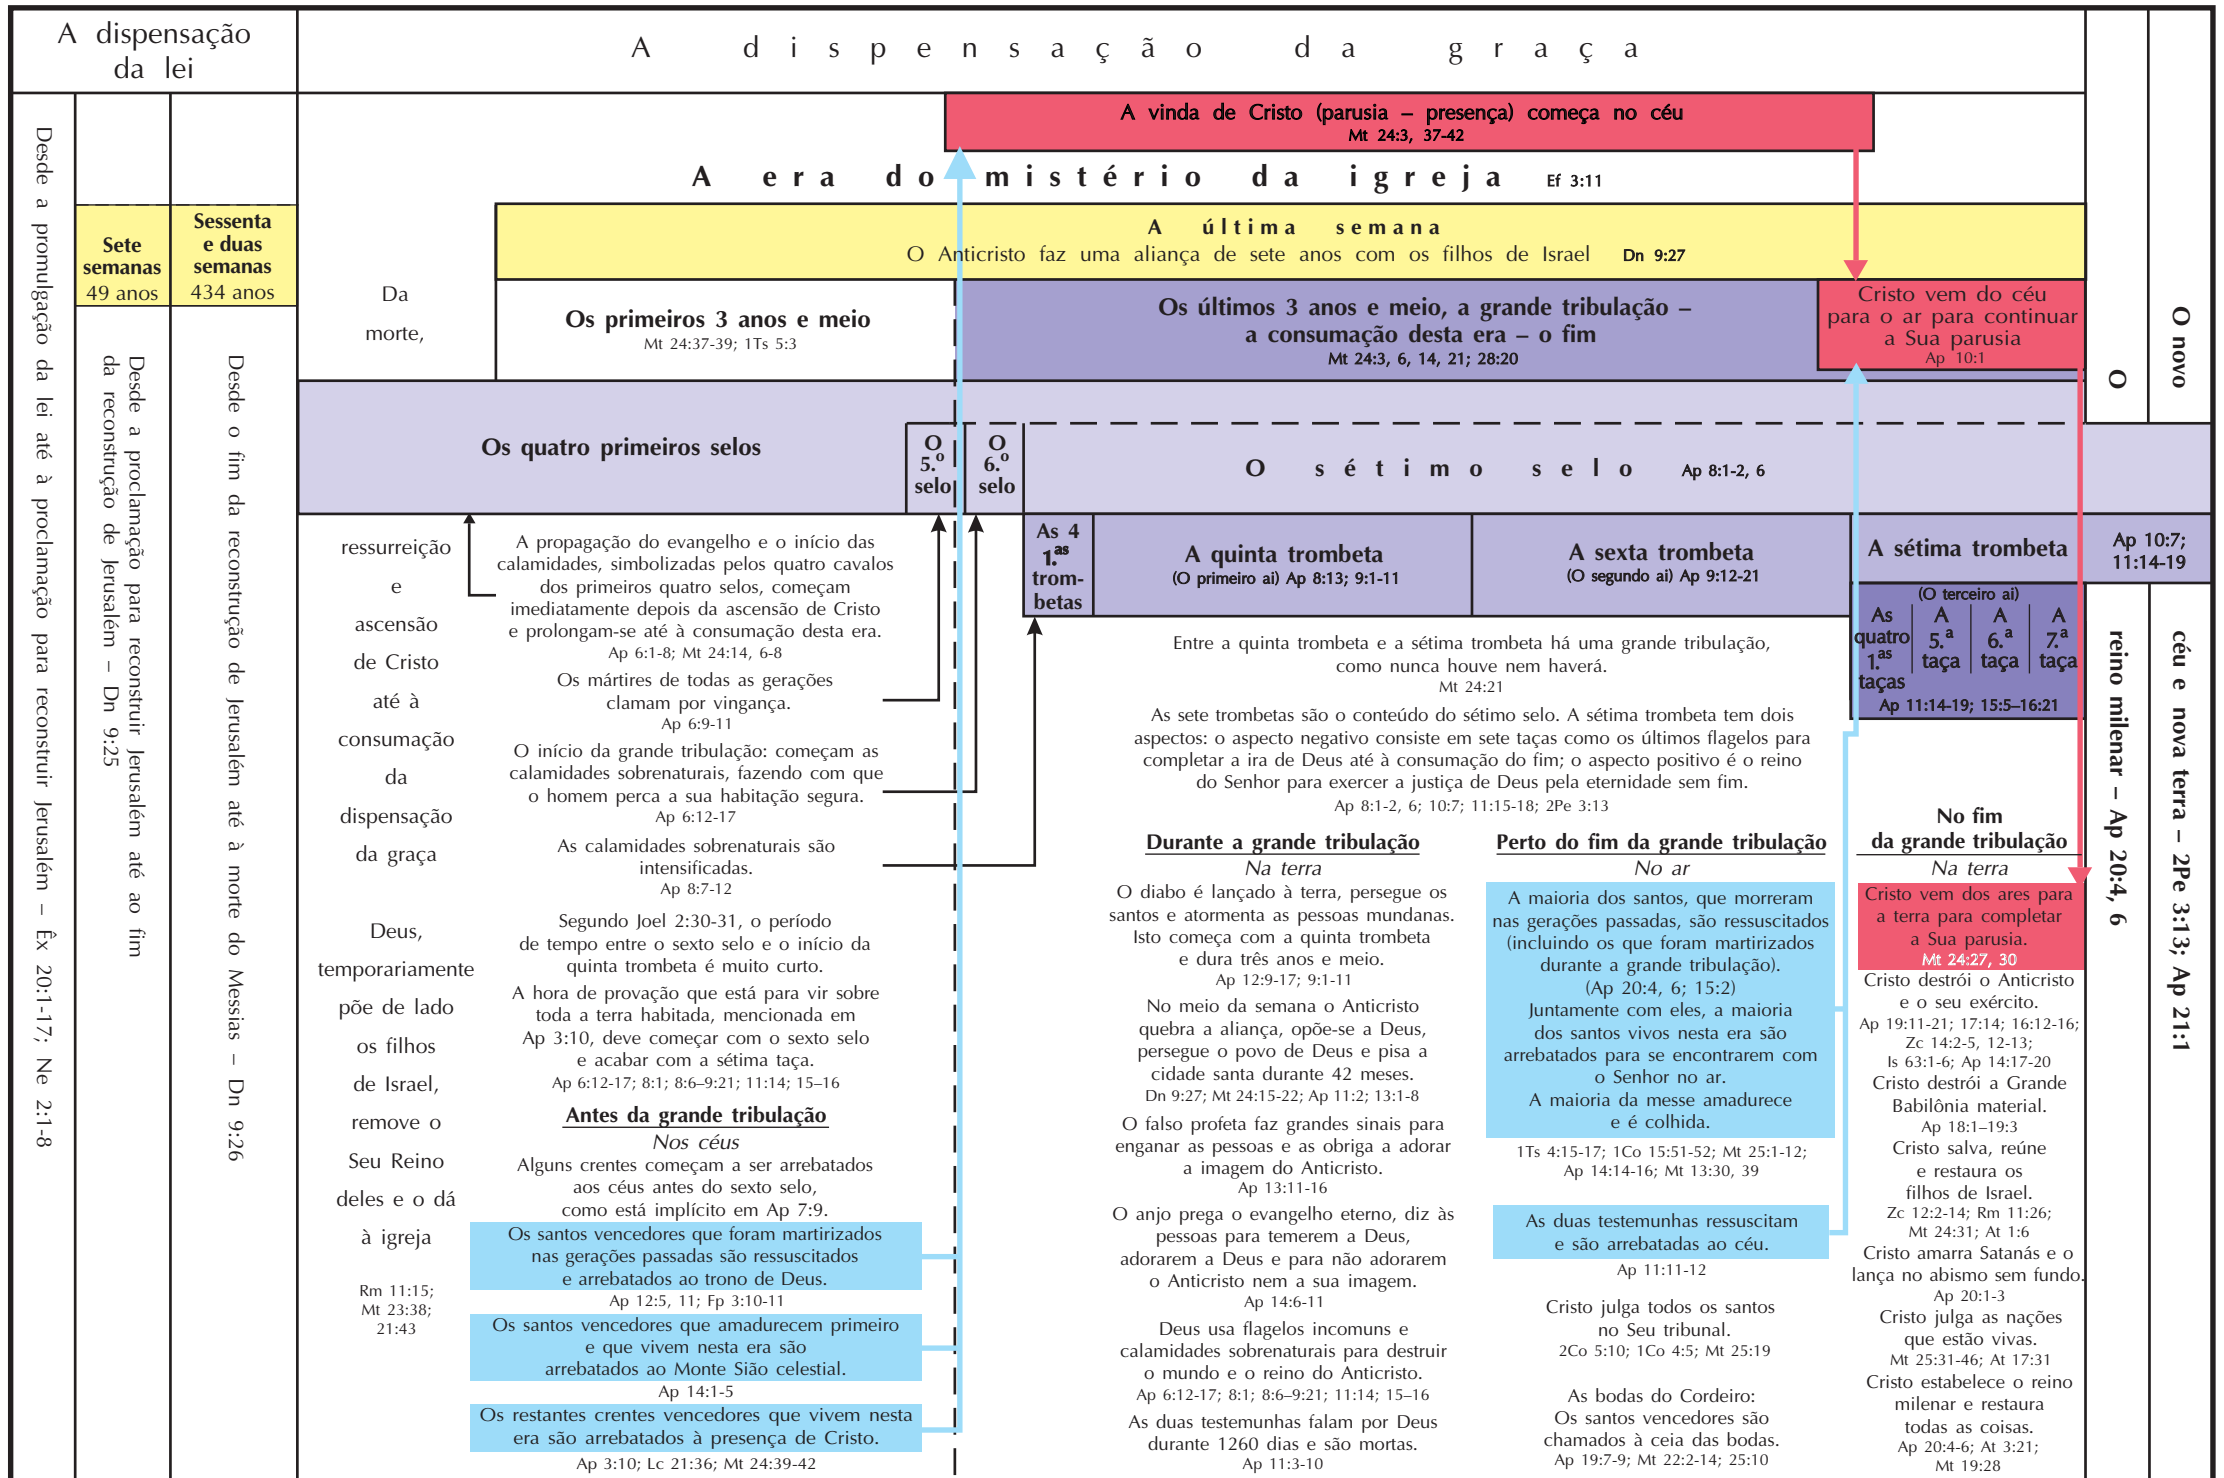 A dispensação
da lei
A dispensação da graça
A vinda de Cristo (parusia – presença) começa no céu
Mt 24:3, 37-42
A era do mistério da igreja Ef 3:11
Desde a promulgação da lei até à proclamação para reconstruir Jerusalém – Êx 20:1-17; Ne 2:1-8
Sete
semanas
49 anos
Desde a proclamação para reconstruir Jerusalém até ao fim
da reconstrução de Jerusalém – Dn 9:25
Sessenta
e duas
semanas
434 anos
Desde o fim da reconstrução de Jerusalém até à morte do Messias – Dn 9:26
A última semana
O Anticristo faz uma aliança de sete anos com os filhos de Israel Dn 9:27
Da
morte,
ressurreição
e
ascensão
de Cristo
até à
consumação
da
dispensação
da graça
Deus,
temporariamente
põe de lado
os filhos
de Israel,
remove o
Seu Reino
deles e o dá
à igreja
Rm 11:15;
Mt 23:38;
21:43
Os primeiros 3 anos e meio
Mt 24:37-39; 1Ts 5:3
Os últimos 3 anos e meio, a grande tribulação –
a consumação desta era – o fim
Mt 24:3, 6, 14, 21; 28:20
Cristo vem do céu
para o ar para continuar
a Sua parusia
Ap 10:1
Os quatro primeiros selos
O
5.º
selo
O
6.º
selo
O sétimo selo Ap 8:1-2, 6
As 4
1.as
trom-
betas
A quinta trombeta
(O primeiro ai) Ap 8:13; 9:1-11
A sexta trombeta
(O segundo ai) Ap 9:12-21
A sétima trombeta
Ap 10:7;
11:14-19
(O terceiro ai)
As
quatro
1.as
taças
A
5.ª
taça
A
6.ª
taça
A
7.ª
taça
Ap 11:14-19; 15:5–16:21
A propagação do evangelho e o início das
calamidades, simbolizadas pelos quatro cavalos
dos primeiros quatro selos, começam
imediatamente depois da ascensão de Cristo
e prolongam-se até à consumação desta era.
Ap 6:1-8; Mt 24:14, 6-8
Os mártires de todas as gerações
clamam por vingança.
Ap 6:9-11
O início da grande tribulação: começam as
calamidades sobrenaturais, fazendo com que
o homem perca a sua habitação segura.
Ap 6:12-17
As calamidades sobrenaturais são
intensificadas.
Ap 8:7-12
Segundo Joel 2:30-31, o período
de tempo entre o sexto selo e o início da
quinta trombeta é muito curto.
A hora de provação que está para vir sobre
toda a terra habitada, mencionada em
Ap 3:10, deve começar com o sexto selo
e acabar com a sétima taça.
Ap 6:12-17; 8:1; 8:6–9:21; 11:14; 15–16
Antes da grande tribulação
Nos céus
Alguns crentes começam a ser arrebatados
aos céus antes do sexto selo,
como está implícito em Ap 7:9.
Os santos vencedores que foram martirizados
nas gerações passadas são ressuscitados
e arrebatados ao trono de Deus.
Ap 12:5, 11; Fp 3:10-11
Os santos vencedores que amadurecem primeiro
e que vivem nesta era são
arrebatados ao Monte Sião celestial.
Ap 14:1-5
Os restantes crentes vencedores que vivem nesta
era são arrebatados à presença de Cristo.
Ap 3:10; Lc 21:36; Mt 24:39-42
Entre a quinta trombeta e a sétima trombeta há uma grande tribulação,
como nunca houve nem haverá.
Mt 24:21
As sete trombetas são o conteúdo do sétimo selo. A sétima trombeta tem dois
aspectos: o aspecto negativo consiste em sete taças como os últimos flagelos para
completar a ira de Deus até à consumação do fim; o aspecto positivo é o reino
do Senhor para exercer a justiça de Deus pela eternidade sem fim.
Ap 8:1-2, 6; 10:7; 11:15-18; 2Pe 3:13
Durante a grande tribulação
Na terra
O diabo é lançado à terra, persegue os
santos e atormenta as pessoas mundanas.
Isto começa com a quinta trombeta
e dura três anos e meio.
Ap 12:9-17; 9:1-11
No meio da semana o Anticristo
quebra a aliança, opõe-se a Deus,
persegue o povo de Deus e pisa a
cidade santa durante 42 meses.
Dn 9:27; Mt 24:15-22; Ap 11:2; 13:1-8
O falso profeta faz grandes sinais para
enganar as pessoas e as obriga a adorar
a imagem do Anticristo.
Ap 13:11-16
O anjo prega o evangelho eterno, diz às
pessoas para temerem a Deus,
adorarem a Deus e para não adorarem
o Anticristo nem a sua imagem.
Ap 14:6-11
Deus usa flagelos incomuns e
calamidades sobrenaturais para destruir
o mundo e o reino do Anticristo.
Ap 6:12-17; 8:1; 8:6–9:21; 11:14; 15–16
As duas testemunhas falam por Deus
durante 1260 dias e são mortas.
Ap 11:3-10
Perto do fim da grande tribulação
No ar
A maioria dos santos, que morreram
nas gerações passadas, são ressuscitados
(incluindo os que foram martirizados
durante a grande tribulação).
(Ap 20:4, 6; 15:2)
Juntamente com eles, a maioria
dos santos vivos nesta era são
arrebatados para se encontrarem com
o Senhor no ar.
A maioria da messe amadurece
e é colhida.
1Ts 4:15-17; 1Co 15:51-52; Mt 25:1-12;
Ap 14:14-16; Mt 13:30, 39
As duas testemunhas ressuscitam
e são arrebatadas ao céu.
Ap 11:11-12
Cristo julga todos os santos
no Seu tribunal.
2Co 5:10; 1Co 4:5; Mt 25:19
As bodas do Cordeiro:
Os santos vencedores são
chamados à ceia das bodas.
Ap 19:7-9; Mt 22:2-14; 25:10
No fim
da grande tribulação
Na terra
Cristo vem dos ares para
a terra para completar
a Sua parusia.
Mt 24:27, 30
Cristo destrói o Anticristo
e o seu exército.
Ap 19:11-21; 17:14; 16:12-16;
Zc 14:2-5, 12-13;
Is 63:1-6; Ap 14:17-20
Cristo destrói a Grande
Babilônia material.
Ap 18:1–19:3
Cristo salva, reúne
e restaura os
filhos de Israel.
Zc 12:2-14; Rm 11:26;
Mt 24:31; At 1:6
Cristo amarra Satanás e o
lança no abismo sem fundo.
Ap 20:1-3
Cristo julga as nações
que estão vivas.
Mt 25:31-46; At 17:31
Cristo estabelece o reino
milenar e restaura
todas as coisas.
Ap 20:4-6; At 3:21;
Mt 19:28
O reino milenar – Ap 20:4, 6
O novo céu e nova terra – 2Pe 3:13; Ap 21:1